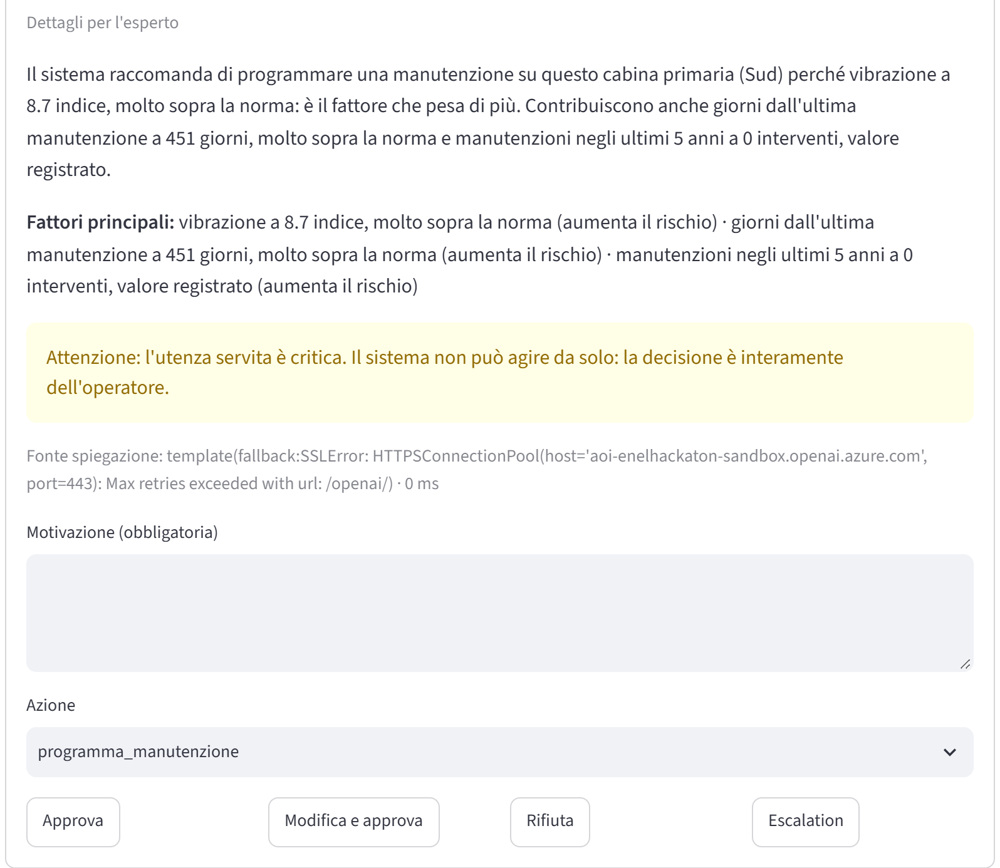 Dettagli per l'esperto
Il sistema raccomanda di programmare una manutenzione su questo cabina primaria (Sud) perché vibrazione a
8.7 indice, molto sopra la norma: è il fattore che pesa di più. Contribuiscono anche giorni dall'ultima
manutenzione a 451 giorni, molto sopra la norma e manutenzioni negli ultimi 5 anni a 0 interventi, valore
registrato.
Fattori principali: vibrazione a 8.7 indice, molto sopra la norma (aumenta il rischio) · giorni dall'ultima
manutenzione a 451 giorni, molto sopra la norma (aumenta il rischio) · manutenzioni negli ultimi 5 anni a 0
interventi, valore registrato (aumenta il rischio)
Attenzione: l'utenza servita è critica. Il sistema non può agire da solo: la decisione è interamente
dell'operatore.
Fonte spiegazione: template(fallback:SSLError: HTTPSConnectionPool(host='aoi-enelhackaton-sandbox.openai.azure.com',
port=443): Max retries exceeded with url: /openai/) · 0 ms
Motivazione (obbligatoria)
Azione
programma_manutenzione
Approva
Modifica e approva
Rifiuta
Escalation